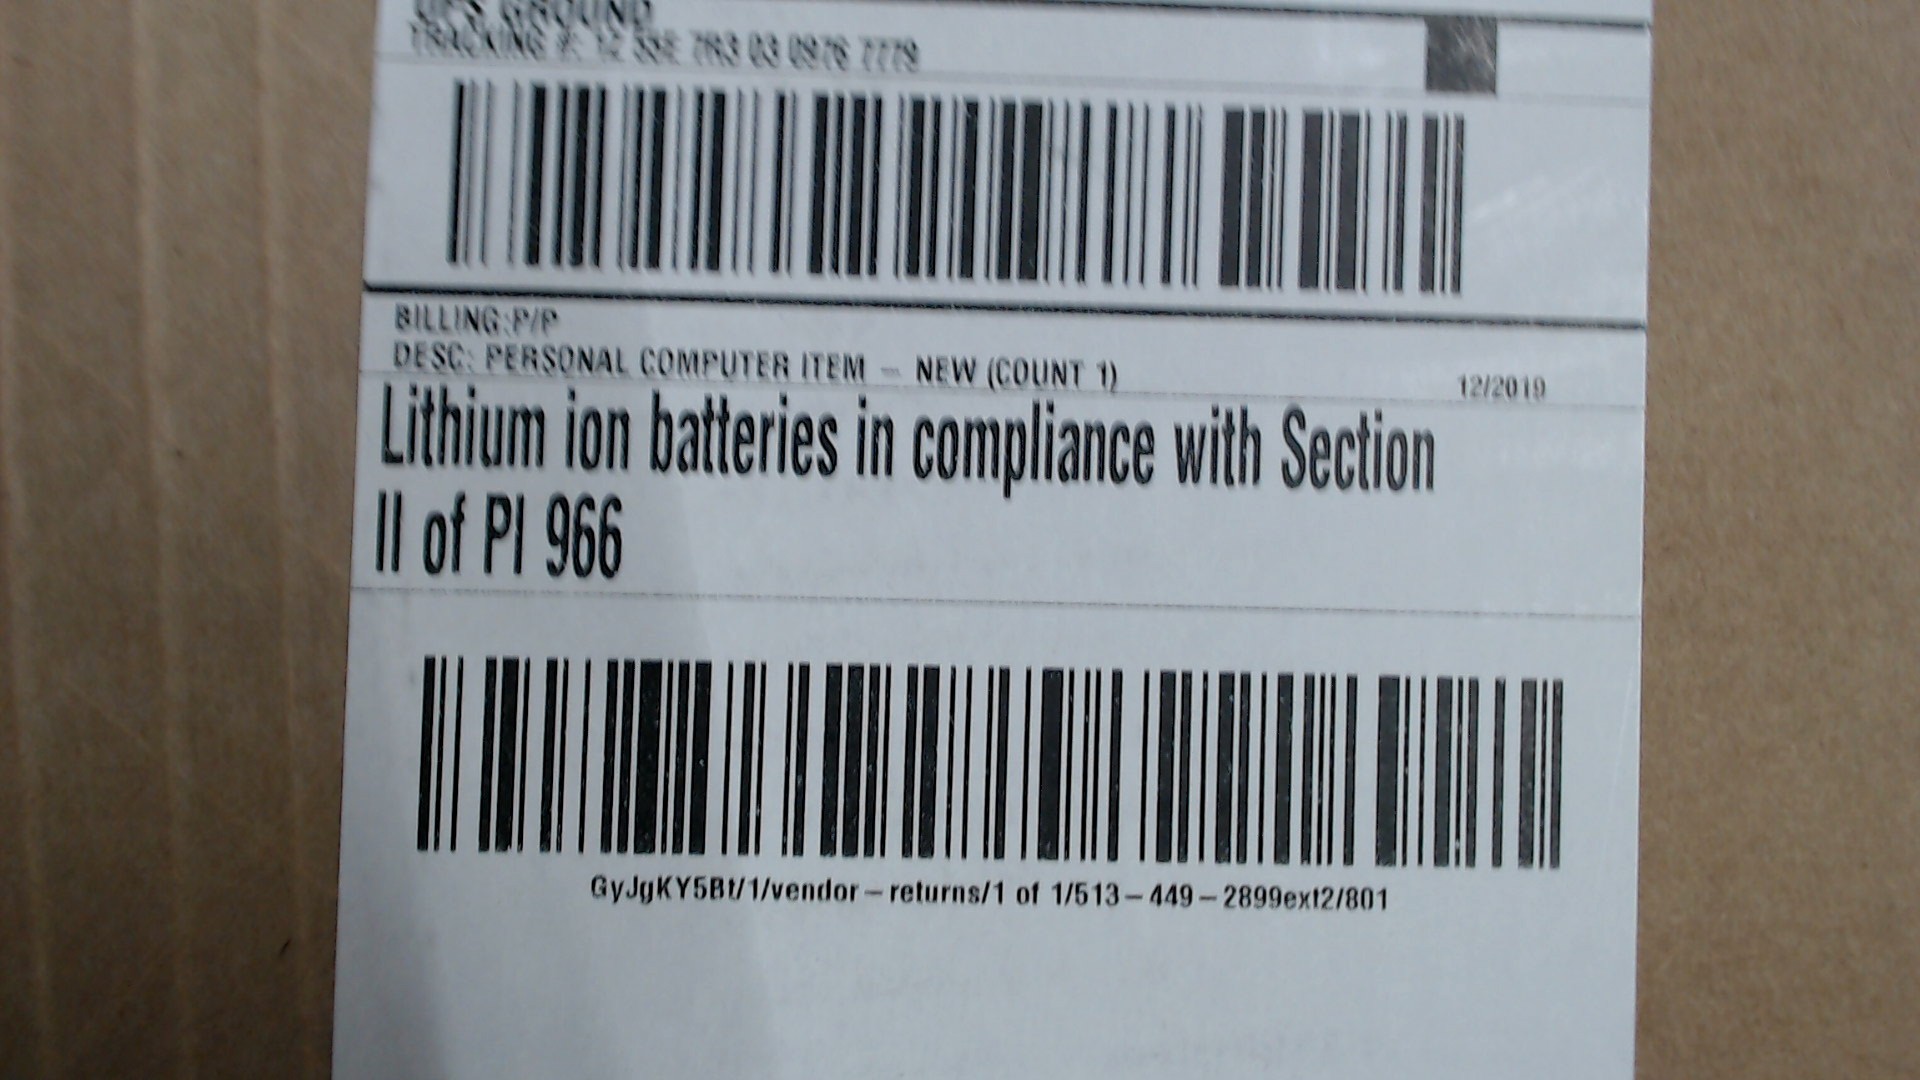 UPS GROUND
TRACKING #: 1Z 7R3 03 0976 7779
BILLING:P/P
DESC: PERSONAL COMPUTER ITEM – NEW (COUNT 1)
12/2019
Lithium ion batteries in compliance with Section
II of PI 966
GyJgKY5Bt/1/vendor–returns/1 of 1/513–449–2899ext2/801